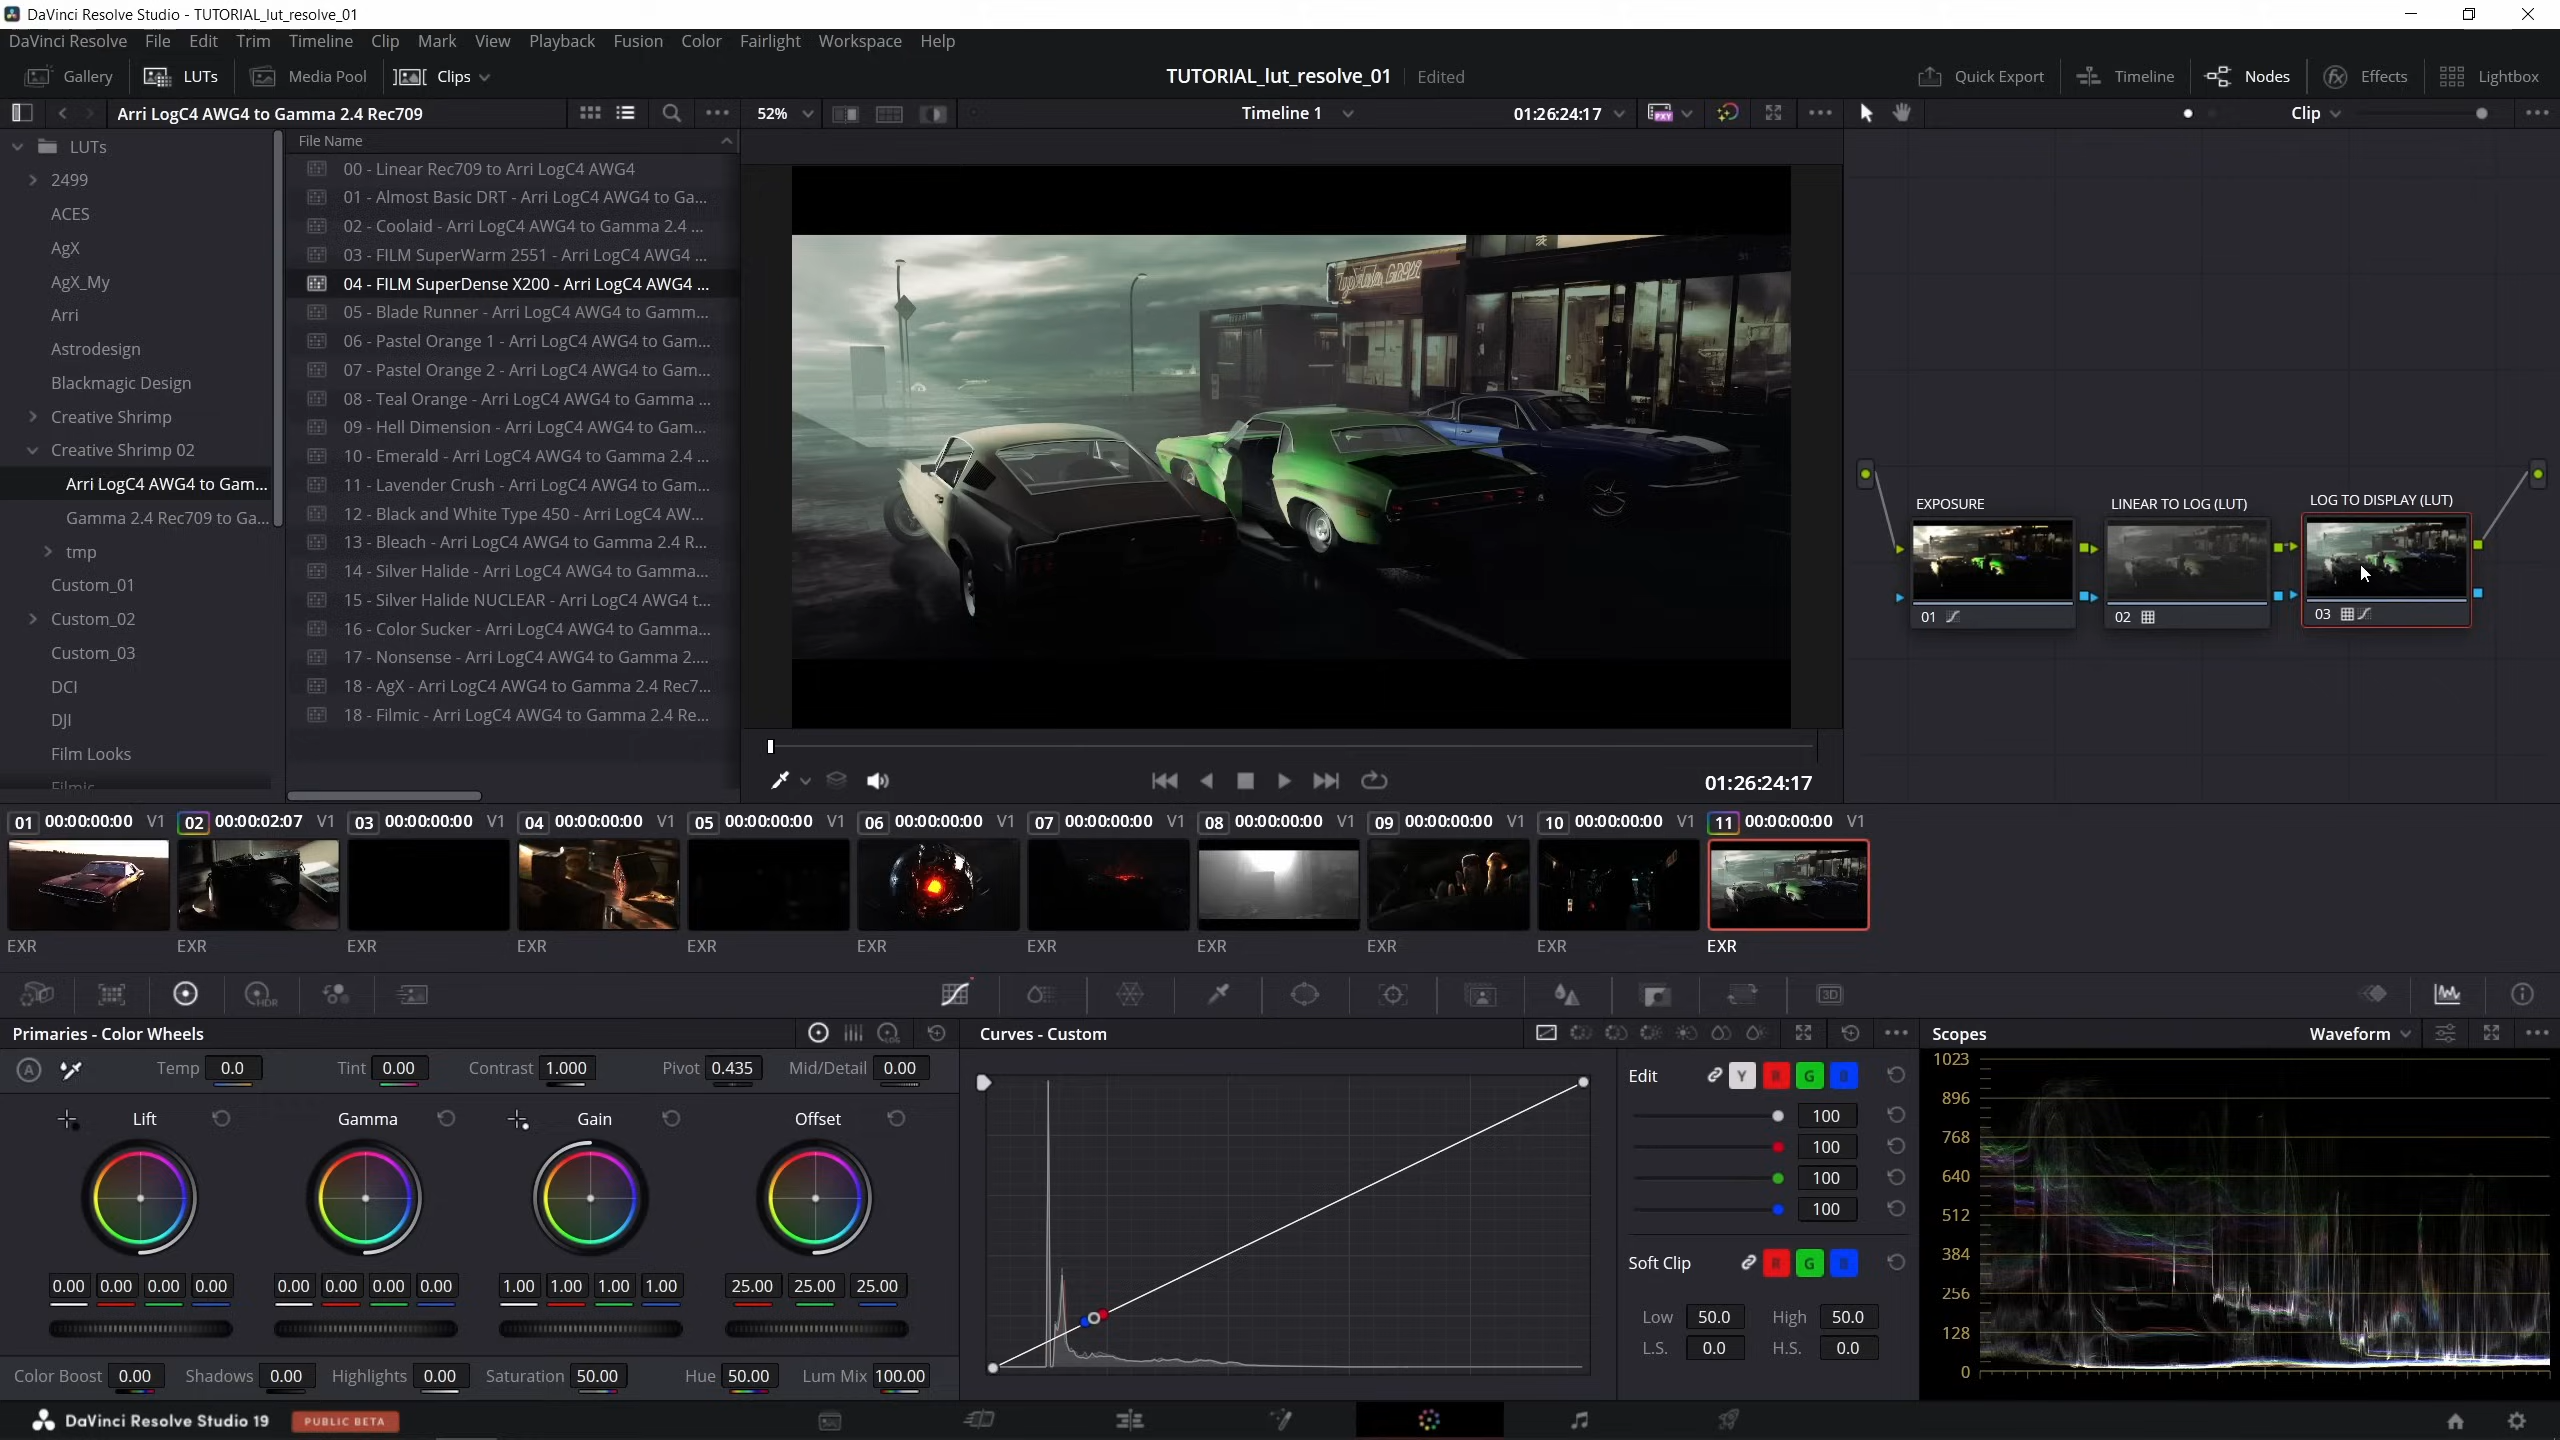 DaVinci Resolve Studio - TUTORIAL_lut_resolve_01
DaVinci Resolve File Edit Trim Timeline Clip Mark View Playback Fusion Color Fairlight Workspace Help
Gallery LUTs Media Pool Clips TUTORIAL_lut_resolve_01 Edited Quick Export Timeline Nodes Effects Lightbox
Arri LogC4 AWG4 to Gamma 2.4 Rec709 52% Timeline 1 01:26:24:17 Clip
LUTs
2499
ACES
AgX
AgX_My
Arri
Astrodesign
Blackmagic Design
Creative Shrimp
Creative Shrimp 02
Arri LogC4 AWG4 to Gam...
Gamma 2.4 Rec709 to Ga...
tmp
Custom_01
Custom_02
Custom_03
DCI
DJI
Film Looks
Filmic
File Name
00 - Linear Rec709 to Arri LogC4 AWG4
01 - Almost Basic DRT - Arri LogC4 AWG4 to Ga...
02 - Coolaid - Arri LogC4 AWG4 to Gamma 2.4 ...
03 - FILM SuperWarm 2551 - Arri LogC4 AWG4 ...
04 - FILM SuperDense X200 - Arri LogC4 AWG4 ...
05 - Blade Runner - Arri LogC4 AWG4 to Gamm...
06 - Pastel Orange 1 - Arri LogC4 AWG4 to Gam...
07 - Pastel Orange 2 - Arri LogC4 AWG4 to Gam...
08 - Teal Orange - Arri LogC4 AWG4 to Gamma ...
09 - Hell Dimension - Arri LogC4 AWG4 to Gam...
10 - Emerald - Arri LogC4 AWG4 to Gamma 2.4 ...
11 - Lavender Crush - Arri LogC4 AWG4 to Gam...
12 - Black and White Type 450 - Arri LogC4 AW...
13 - Bleach - Arri LogC4 AWG4 to Gamma 2.4 R...
14 - Silver Halide - Arri LogC4 AWG4 to Gamma...
15 - Silver Halide NUCLEAR - Arri LogC4 AWG4 t...
16 - Color Sucker - Arri LogC4 AWG4 to Gamma...
17 - Nonsense - Arri LogC4 AWG4 to Gamma 2....
18 - AgX - Arri LogC4 AWG4 to Gamma 2.4 Rec7...
18 - Filmic - Arri LogC4 AWG4 to Gamma 2.4 Re...
01:26:24:17
EXPOSURE LINEAR TO LOG (LUT) LOG TO DISPLAY (LUT)
01 02 03
01 00:00:00:00 V1 02 00:00:02:07 V1 03 00:00:00:00 V1 04 00:00:00:00 V1 05 00:00:00:00 V1 06 00:00:00:00 V1 07 00:00:00:00 V1 08 00:00:00:00 V1 09 00:00:00:00 V1 10 00:00:00:00 V1 11 00:00:00:00 V1
EXR EXR EXR EXR EXR EXR EXR EXR EXR EXR EXR
HDR 3D
Primaries - Color Wheels
Temp 0.0 Tint 0.00 Contrast 1.000 Pivot 0.435 Mid/Detail 0.00
Lift Gamma Gain Offset
0.00 0.00 0.00 0.00 0.00 0.00 0.00 0.00 1.00 1.00 1.00 1.00 25.00 25.00 25.00
Color Boost 0.00 Shadows 0.00 Highlights 0.00 Saturation 50.00 Hue 50.00 Lum Mix 100.00
Curves - Custom
Edit Y R G B
100
100
100
100
Soft Clip R G B
Low 50.0 High 50.0
L.S. 0.0 H.S. 0.0
Scopes Waveform
1023
896
768
640
512
384
256
128
0
DaVinci Resolve Studio 19 PUBLIC BETA